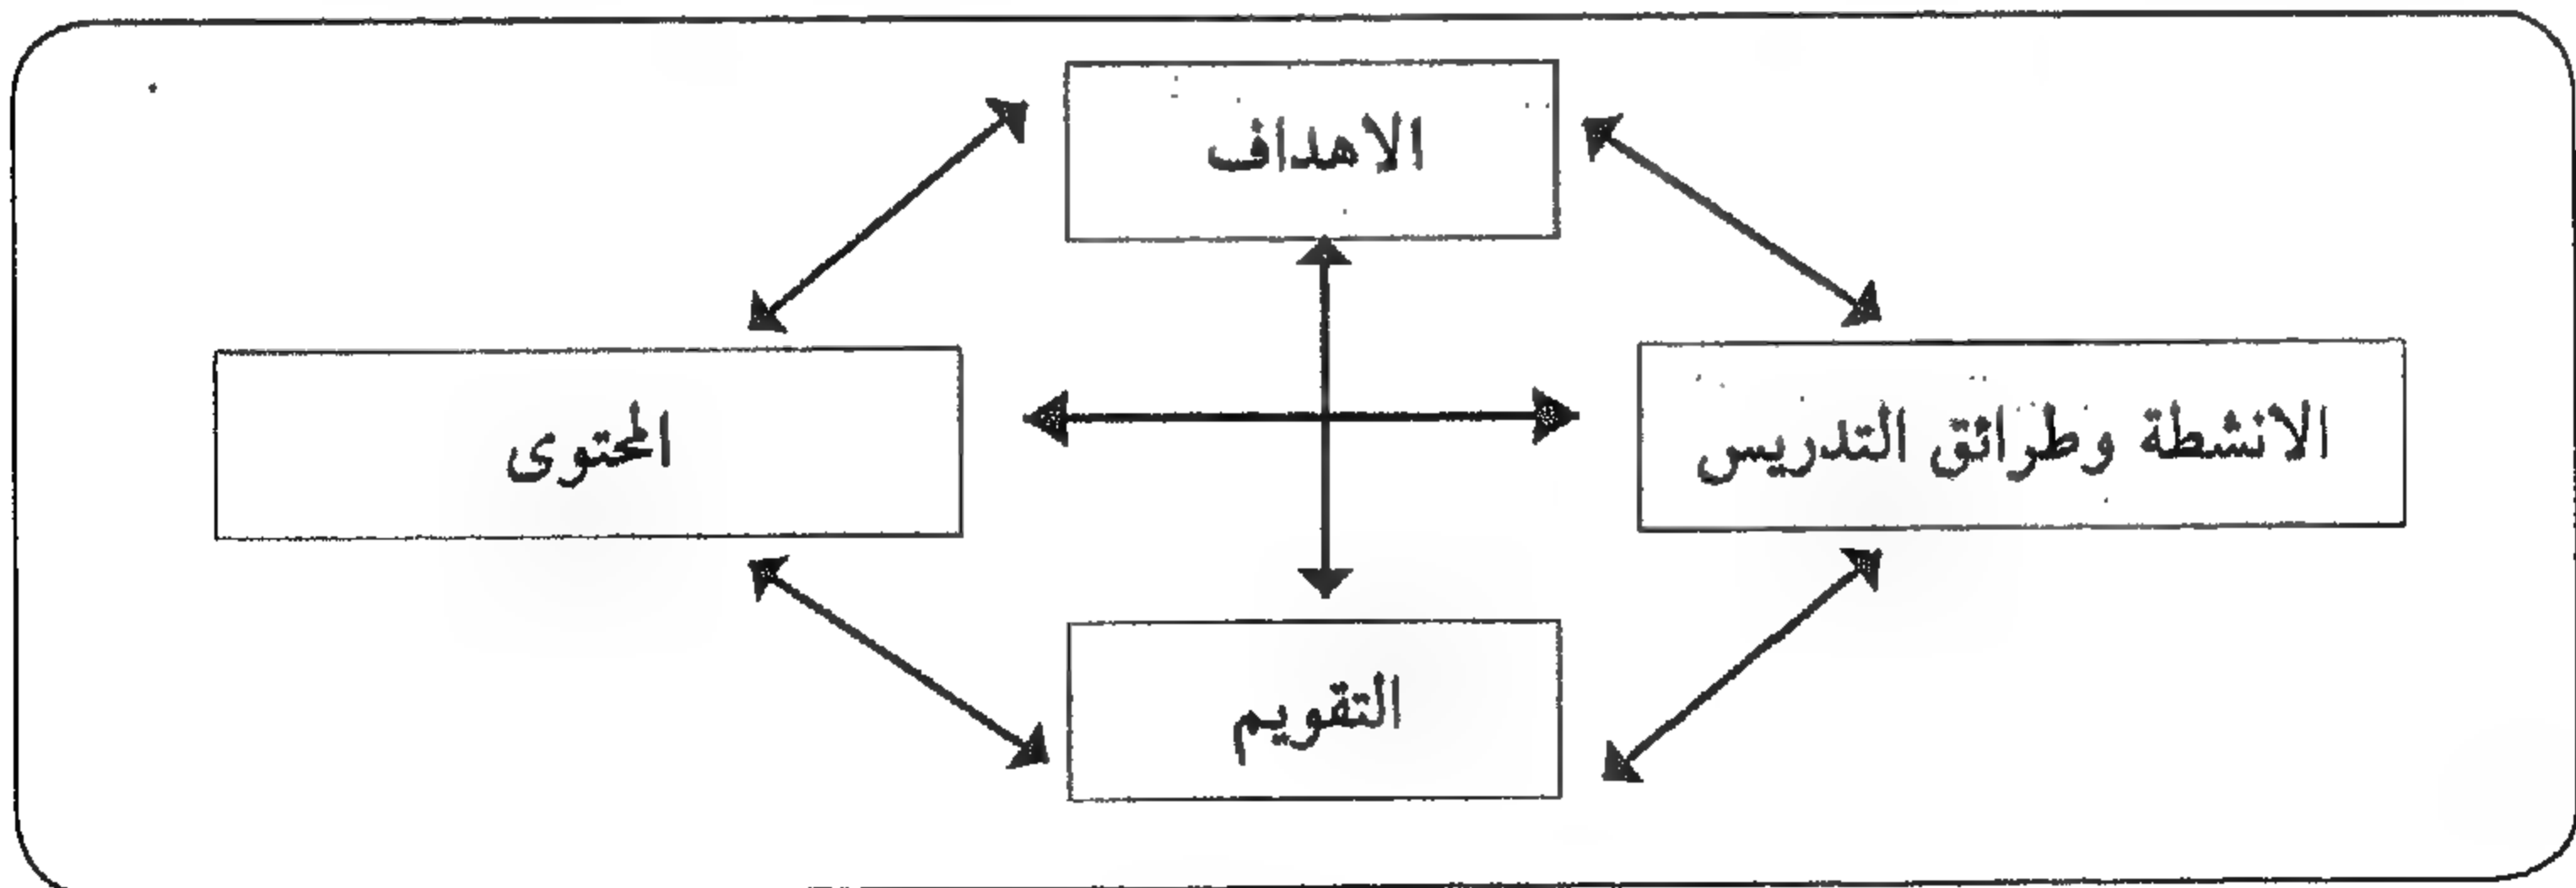 الاهداف
الانشطة وطرائق التدريس
المحتوى
التقويم